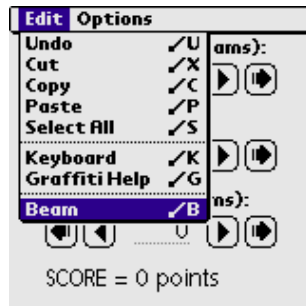 Edit Options
Undo ⁄U
Cut ⁄X
Copy ⁄C
Paste ⁄P
Select All ⁄S
Keyboard ⁄K
Graffiti Help ⁄G
Beam ⁄B
ams):
ns):
0
SCORE = 0 points